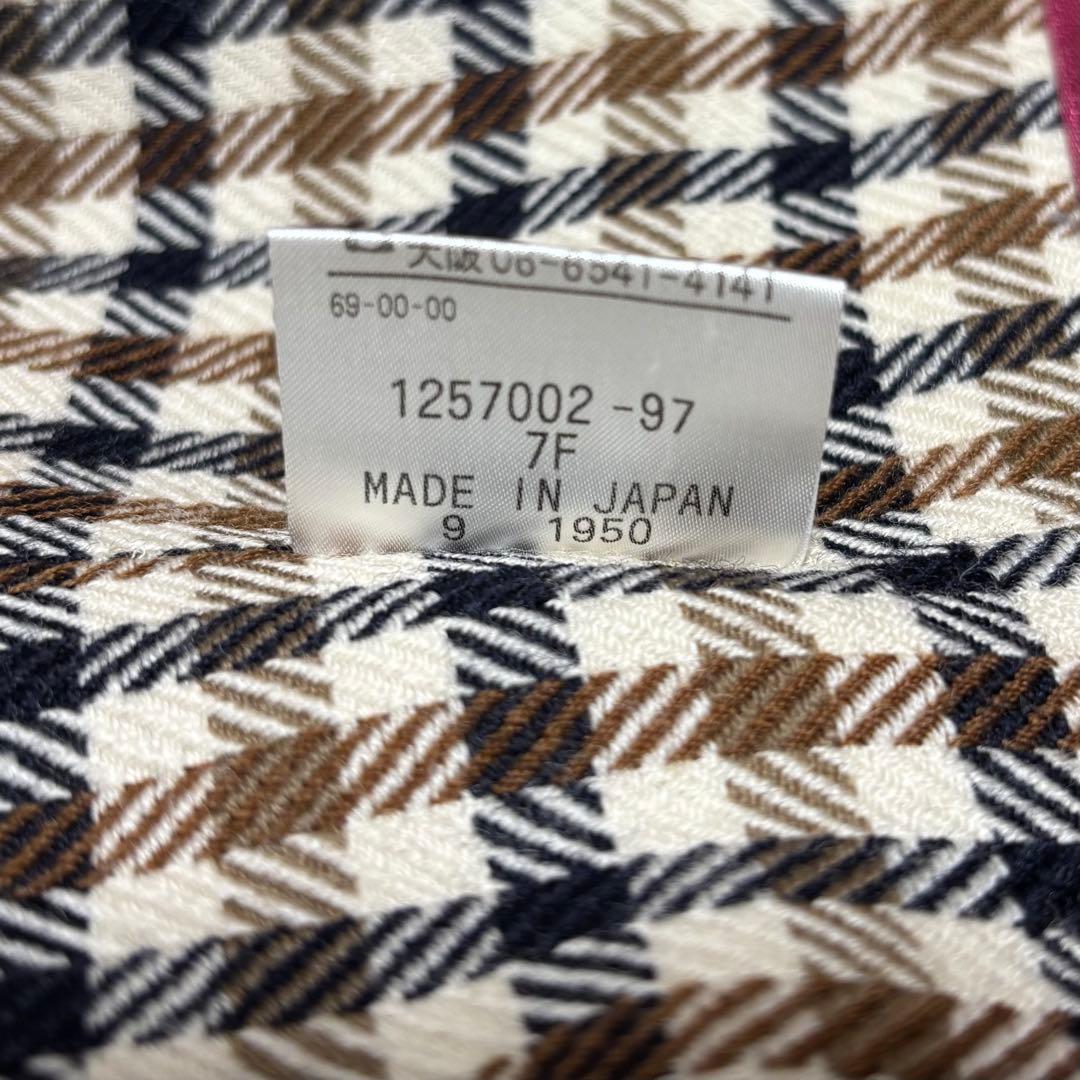 大阪 06-6541-4141
69-00-00
1257002 -97
7F
MADE IN JAPAN
9 1950